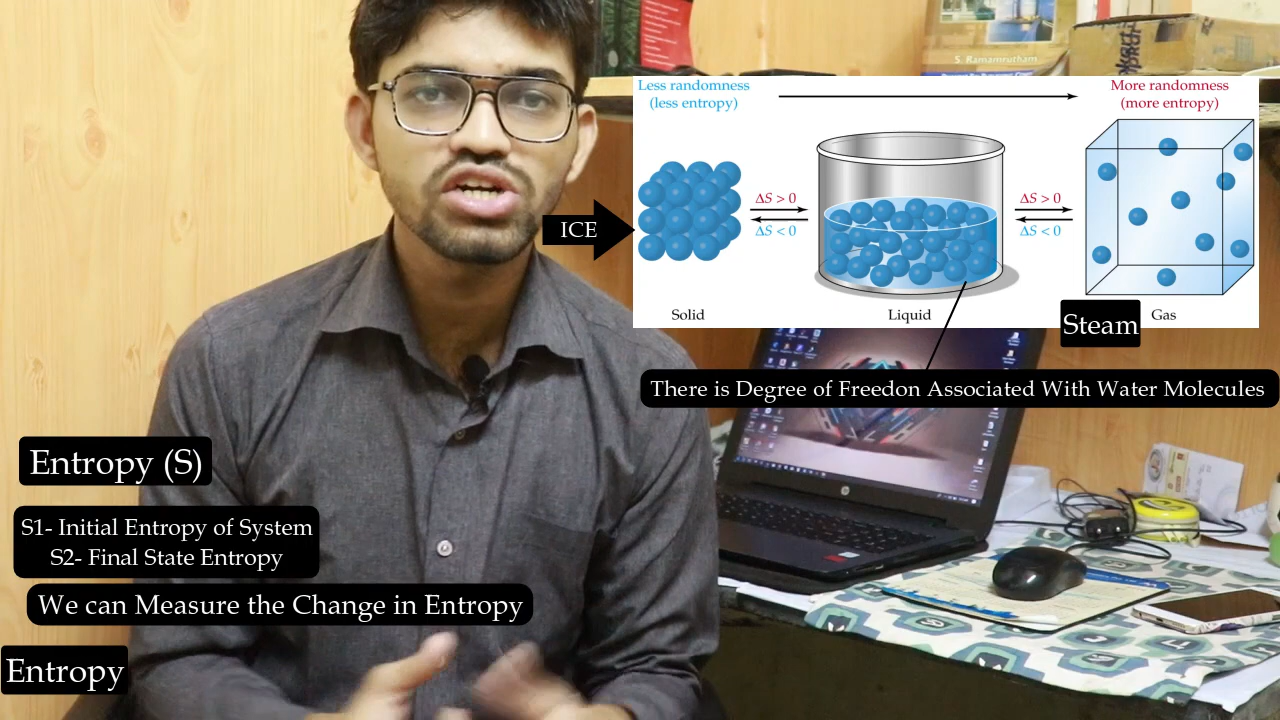 S. Ramamrutham
Less randomness
(less entropy)
More randomness
(more entropy)
ICE
ΔS > 0
ΔS < 0
ΔS > 0
ΔS < 0
Solid
Liquid
Gas
Steam
There is Degree of Freedon Associated With Water Molecules
Entropy (S)
S1- Initial Entropy of System
S2- Final State Entropy
We can Measure the Change in Entropy
Entropy
hp